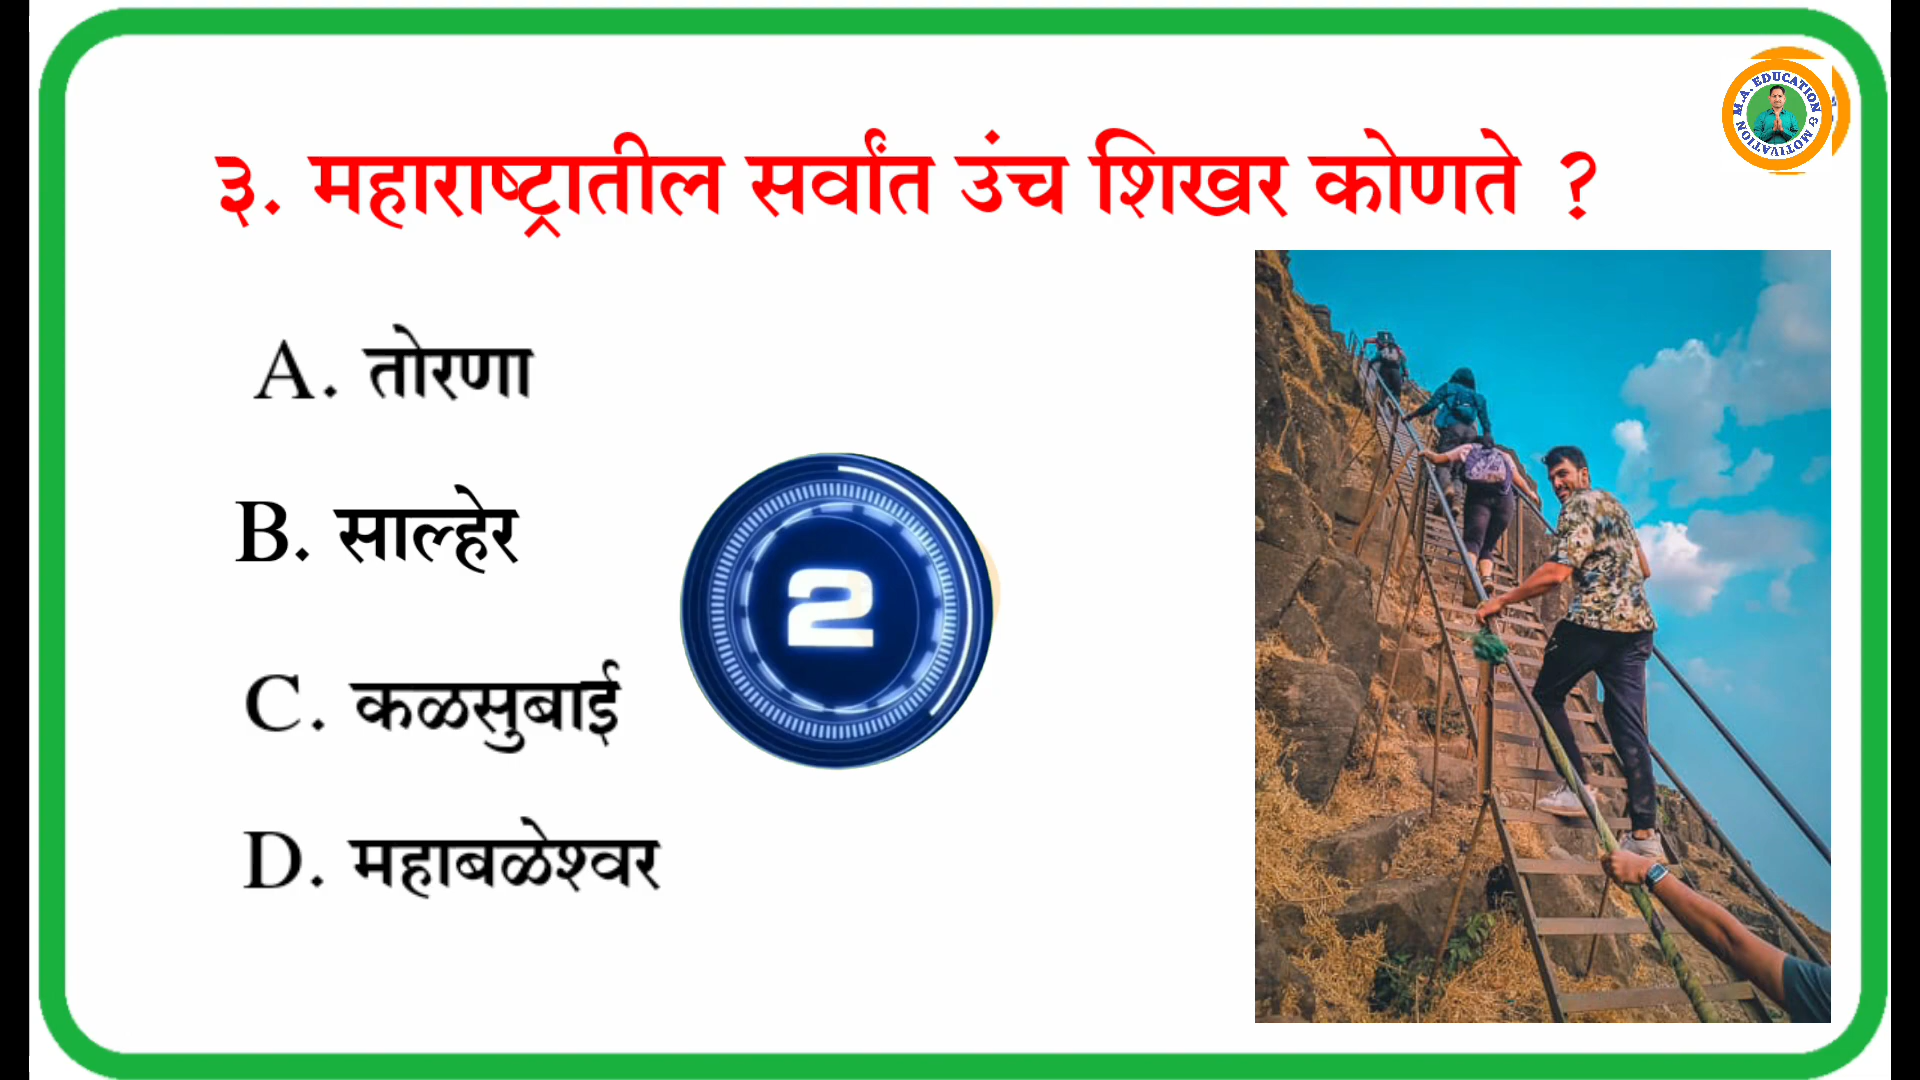 ३. महाराष्ट्रातील सर्वांत उंच शिखर कोणते ?
M.A. EDUCATION & MOTIVATION
A. तोरणा
B. साल्हेर
2
C. कळसुबाई
D. महाबळेश्वर